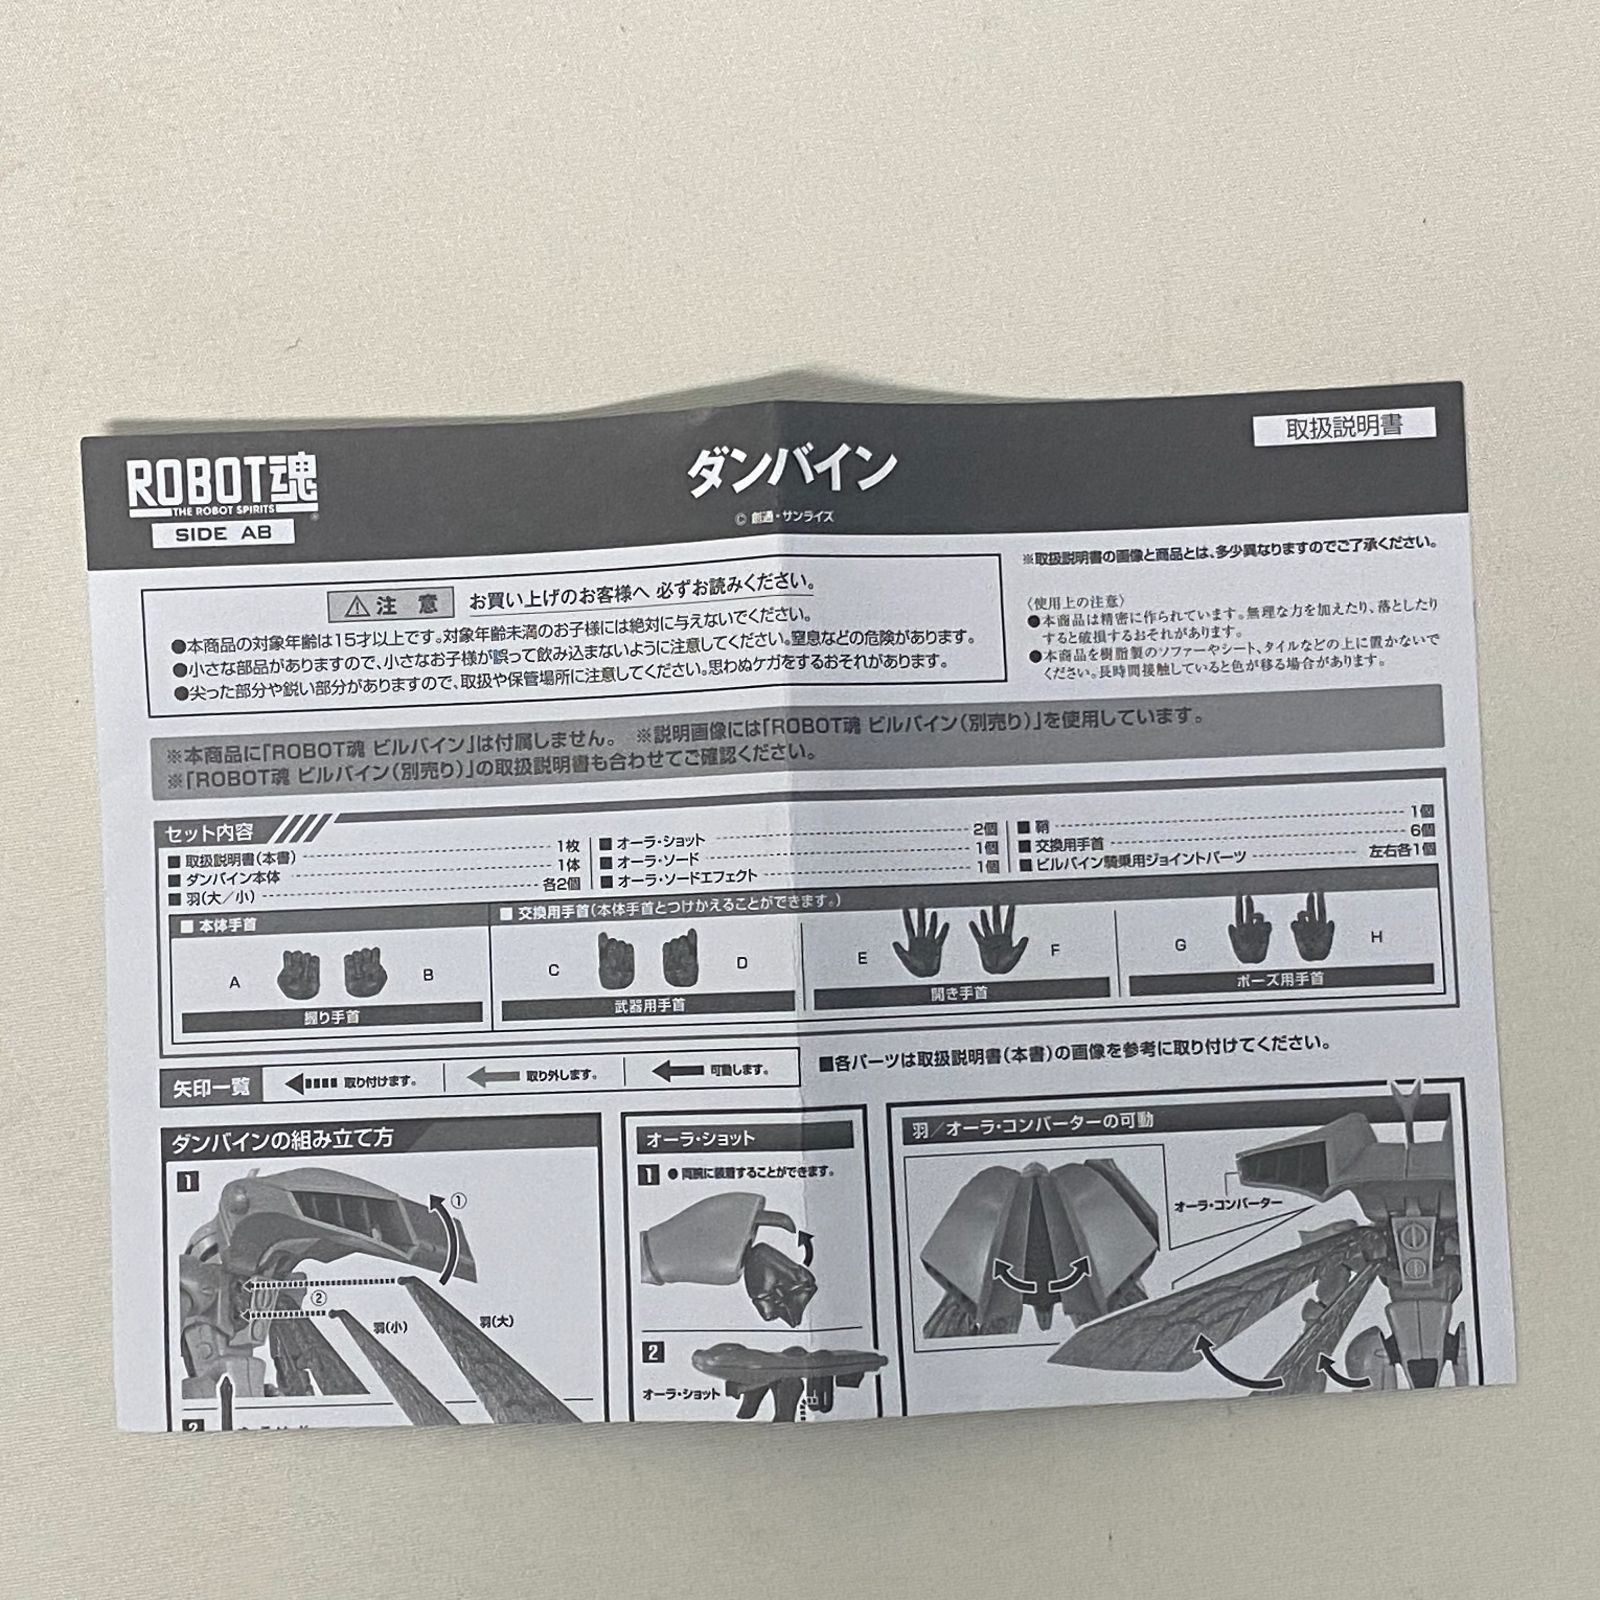 ROBOT魂
THE ROBOT SPIRITS
SIDE AB
ダンバイン
© 創通・サンライズ
取扱説明書
⚠注 意 お買い上げのお客様へ 必ずお読みください。
●本商品の対象年齢は15才以上です。対象年齢未満のお子様には絶対に与えないでください。
●小さな部品がありますので、小さなお子様が誤って飲み込まないように注意してください。窒息などの危険があります。
●尖った部分や鋭い部分がありますので、取扱や保管場所に注意してください。思わぬケガをするおそれがあります。
※取扱説明書の画像と商品とは、多少異なりますのでご了承ください。
〈使用上の注意〉
●本商品は精密に作られています。無理な力を加えたり、落としたり
すると破損するおそれがあります。
●本商品を樹脂製のソファーやシート、タイルなどの上に置かないで
ください。長時間接触していると色が移る場合があります。
※本商品に「ROBOT魂 ビルバイン」は付属しません。 ※説明画像には「ROBOT魂 ビルバイン(別売り)」を使用しています。
※「ROBOT魂 ビルバイン(別売り)」の取扱説明書も合わせてご確認ください。
セット内容
■ 取扱説明書(本書) 1枚
■ ダンバイン本体 1体
■ 羽(大/小) 各2個
■ オーラ・ショット 2個
■ オーラ・ソード 1個
■ オーラ・ソードエフェクト 1個
■ 鞘 1個
■ 交換用手首 6個
■ ビルバイン騎乗用ジョイントパーツ 左右各1個
■ 本体手首
■ 交換用手首(本体手首とつけかえることができます。)
A
B
握り手首
C
D
武器用手首
E
F
開き手首
G
H
ポーズ用手首
矢印一覧
取り付けます。
取り外します。
可動します。
■各パーツは取扱説明書(本書)の画像を参考に取り付けてください。
ダンバインの組み立て方
1
①
②
羽(小)
羽(大)
2
オーラ・ショット
1 ● 両腕に装着することができます。
2
オーラ・ショット
羽/オーラ・コンバーターの可動
オーラ・コンバーター